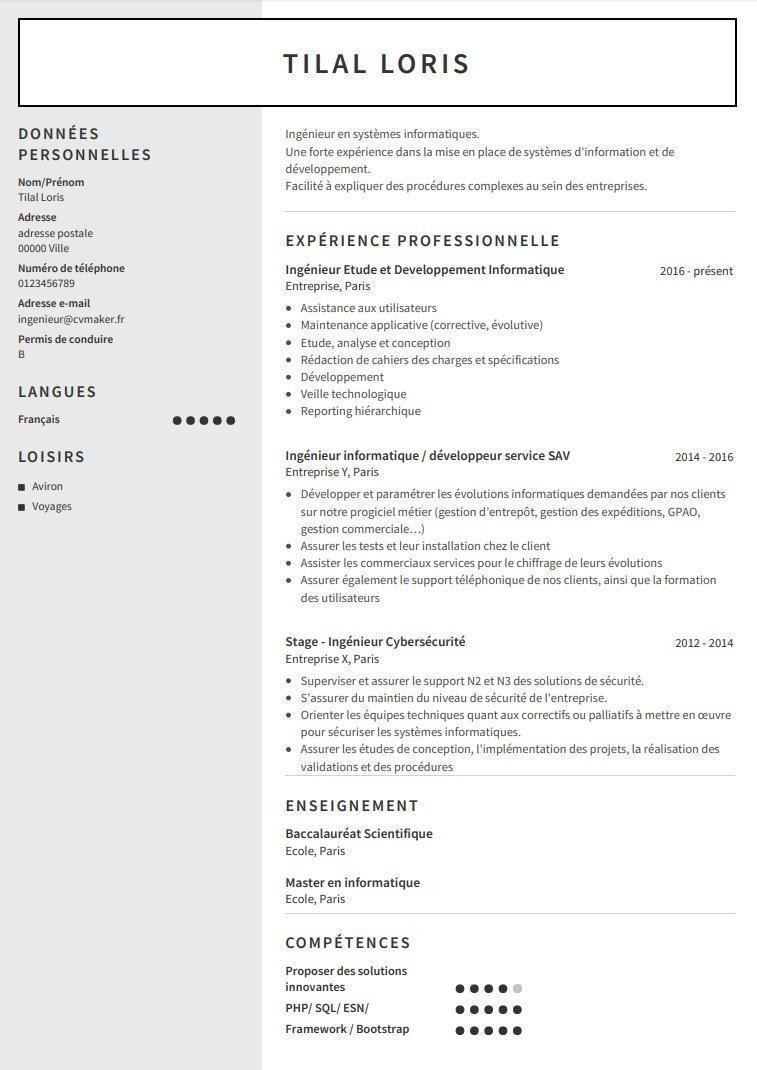 TILAL LORIS
DONNÉES
PERSONNELLES
Nom/Prénom
Tilal Loris
Adresse
adresse postale
00000 Ville
Numéro de téléphone
0123456789
Adresse e-mail
ingenieur@cvmaker.fr
Permis de conduire
B
LANGUES
Français
LOISIRS
Aviron
Voyages
Ingénieur en systèmes informatiques.
Une forte expérience dans la mise en place de systèmes d'information et de
développement.
Facilité à expliquer des procédures complexes au sein des entreprises.
EXPÉRIENCE PROFESSIONNELLE
Ingénieur Etude et Developpement Informatique 2016 - présent
Entreprise, Paris
Assistance aux utilisateurs
Maintenance applicative (corrective, évolutive)
Etude, analyse et conception
Rédaction de cahiers des charges et spécifications
Développement
Veille technologique
Reporting hiérarchique
Ingénieur informatique / développeur service SAV 2014 - 2016
Entreprise Y, Paris
Développer et paramétrer les évolutions informatiques demandées par nos clients
sur notre progiciel métier (gestion d'entrepôt, gestion des expéditions, GPAO,
gestion commerciale…)
Assurer les tests et leur installation chez le client
Assister les commerciaux services pour le chiffrage de leurs évolutions
Assurer également le support téléphonique de nos clients, ainsi que la formation
des utilisateurs
Stage - Ingénieur Cybersécurité 2012 - 2014
Entreprise X, Paris
Superviser et assurer le support N2 et N3 des solutions de sécurité.
S'assurer du maintien du niveau de sécurité de l'entreprise.
Orienter les équipes techniques quant aux correctifs ou palliatifs à mettre en œuvre
pour sécuriser les systèmes informatiques.
Assurer les études de conception, l'implémentation des projets, la réalisation des
validations et des procédures
ENSEIGNEMENT
Baccalauréat Scientifique
Ecole, Paris
Master en informatique
Ecole, Paris
COMPÉTENCES
Proposer des solutions
innovantes
PHP/ SQL/ ESN/
Framework / Bootstrap